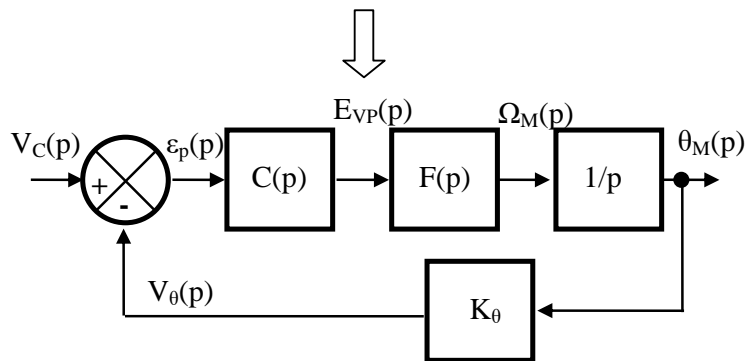 E_VP(p)
Ω_M(p)
V_C(p)
ε_p(p)
θ_M(p)
+
-
C(p)
F(p)
1/p
V_θ(p)
K_θ